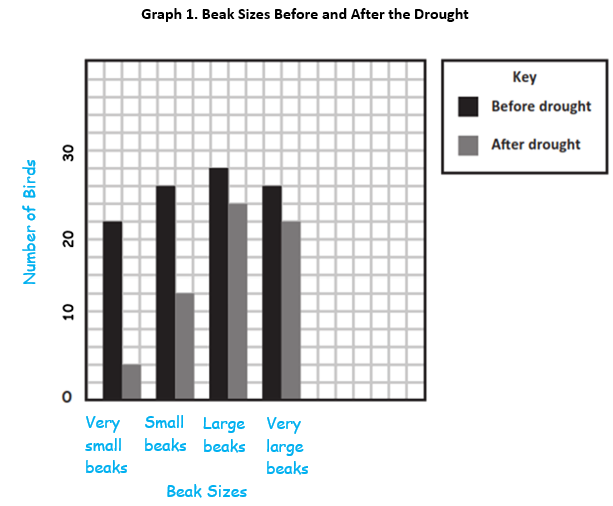 Graph 1. Beak Sizes Before and After the Drought
Key
Before drought
After drought
Number of Birds
30
20
10
0
Very
small
beaks
Small
beaks
Large
beaks
Very
large
beaks
Beak Sizes